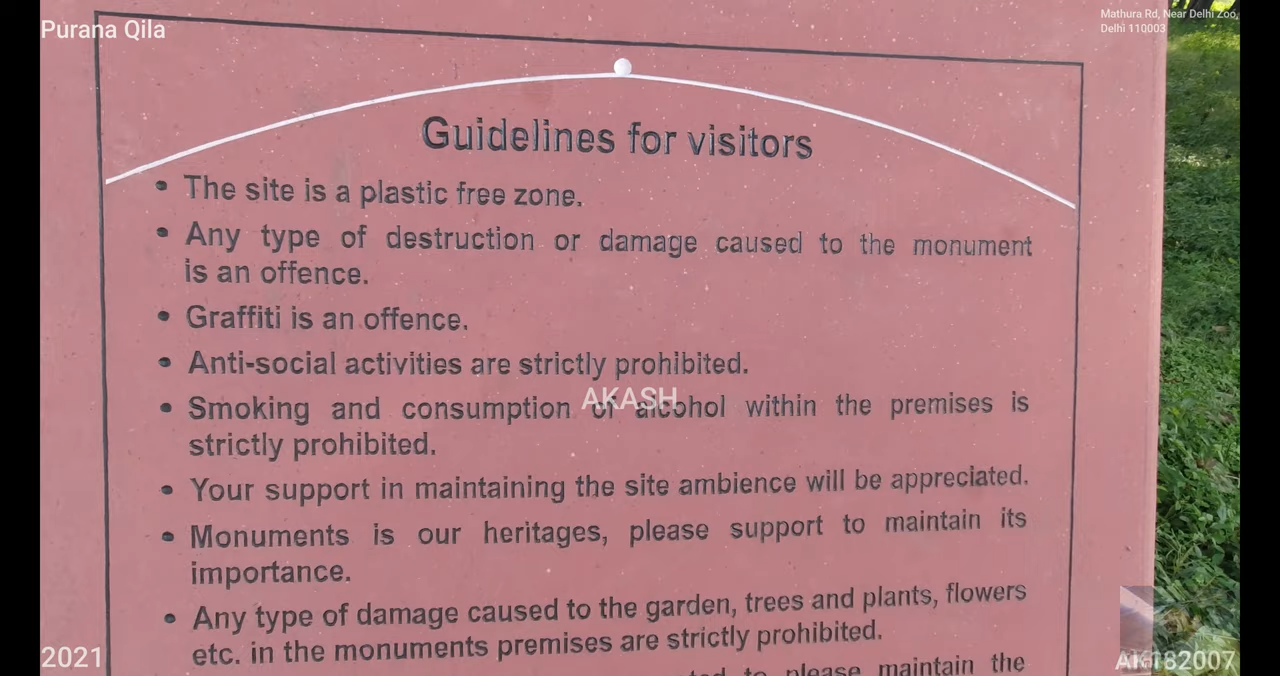 Purana Qila
Mathura Rd, Near Delhi Zoo,
Delhi 110003
Guidelines for visitors
• The site is a plastic free zone.
• Any type of destruction or damage caused to the monument
is an offence.
• Graffiti is an offence.
• Anti-social activities are strictly prohibited.
• Smoking and consumption of alcohol within the premises is
strictly prohibited.
AKASH
• Your support in maintaining the site ambience will be appreciated.
• Monuments is our heritages, please support to maintain its
importance.
• Any type of damage caused to the garden, trees and plants, flowers
etc. in the monuments premises are strictly prohibited.
to please maintain the
2021
AK182007